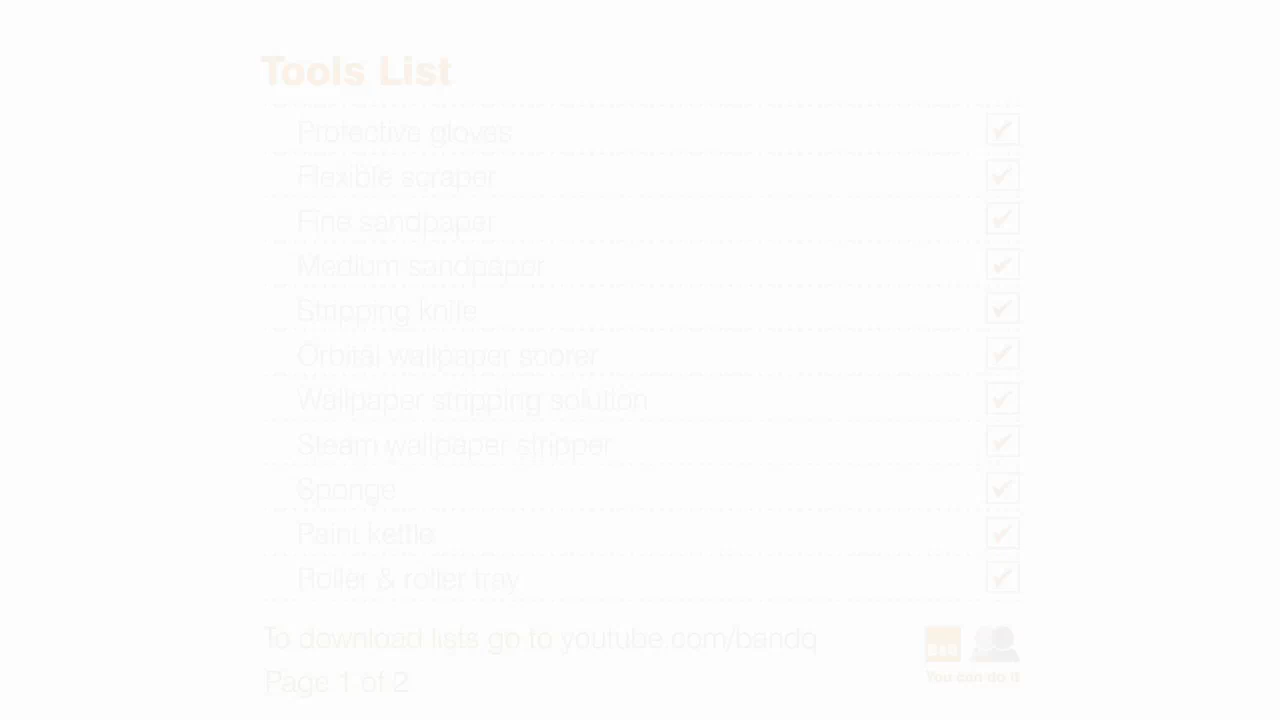 Tools List
Protective gloves
Flexible scraper
Fine sandpaper
Medium sandpaper
Stripping knife
Orbital wallpaper scorer
Wallpaper stripping solution
Steam wallpaper stripper
Sponge
Paint kettle
Roller & roller tray
To download lists go to youtube.com/bandq
Page 1 of 2
B&Q
You can do it